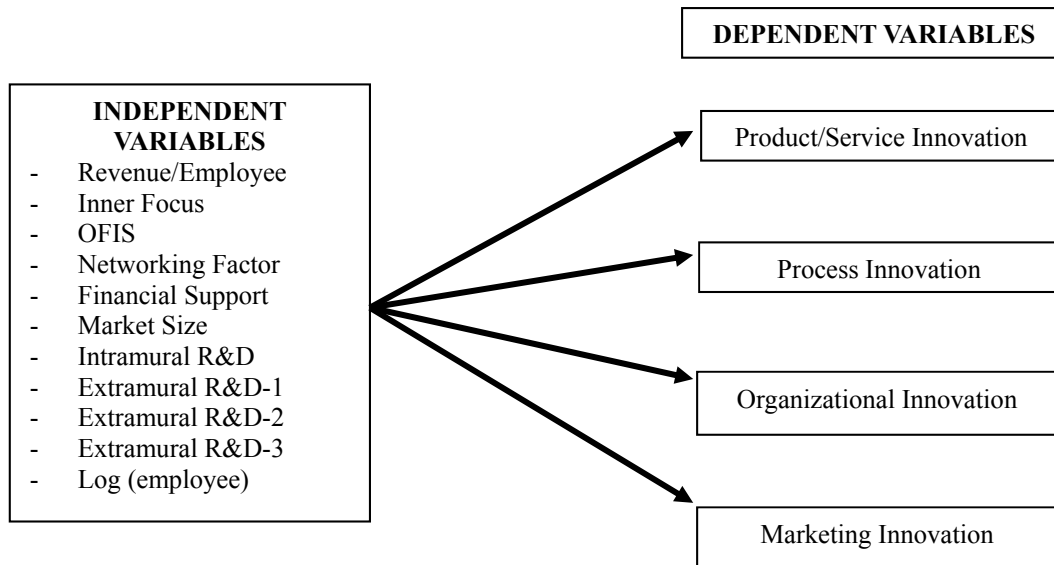 DEPENDENT VARIABLES
INDEPENDENT
VARIABLES
- Revenue/Employee
- Inner Focus
- OFIS
- Networking Factor
- Financial Support
- Market Size
- Intramural R&D
- Extramural R&D-1
- Extramural R&D-2
- Extramural R&D-3
- Log (employee)
Product/Service Innovation
Process Innovation
Organizational Innovation
Marketing Innovation